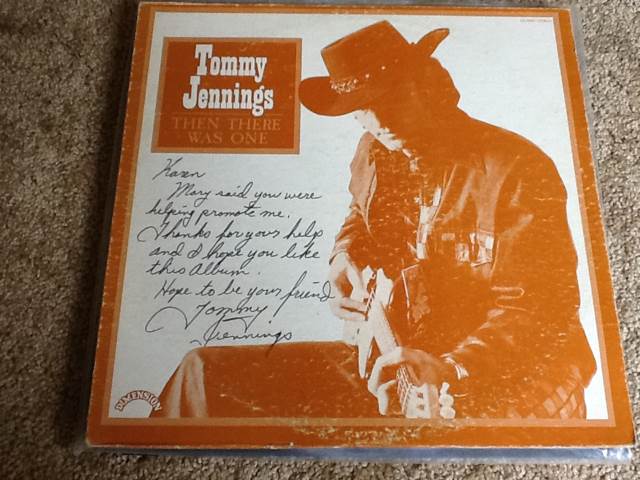 Tommy
Jennings
THEN THERE
WAS ONE
Karen
Mary said you were
helping promote me.
Thanks for your help
and I hope you like
this Album.
Hope to be your friend
Tommy
Jennings
DIMENSION